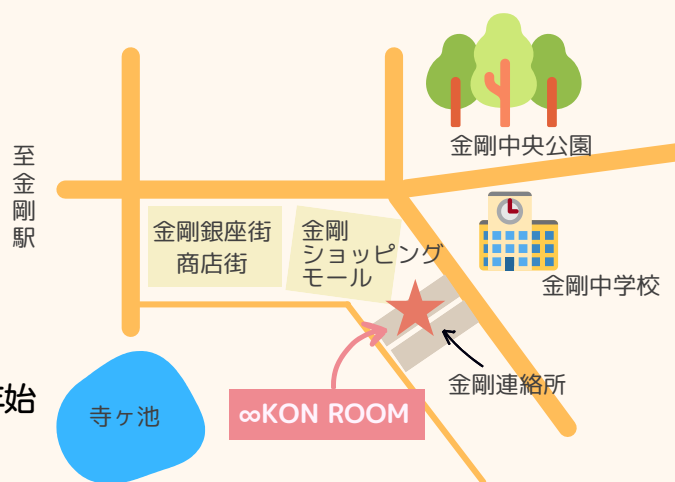 金剛中央公園
至金剛駅
金剛銀座街
商店街
金剛
ショッピング
モール
金剛中学校
金剛連絡所
始
寺ヶ池
∞KON ROOM